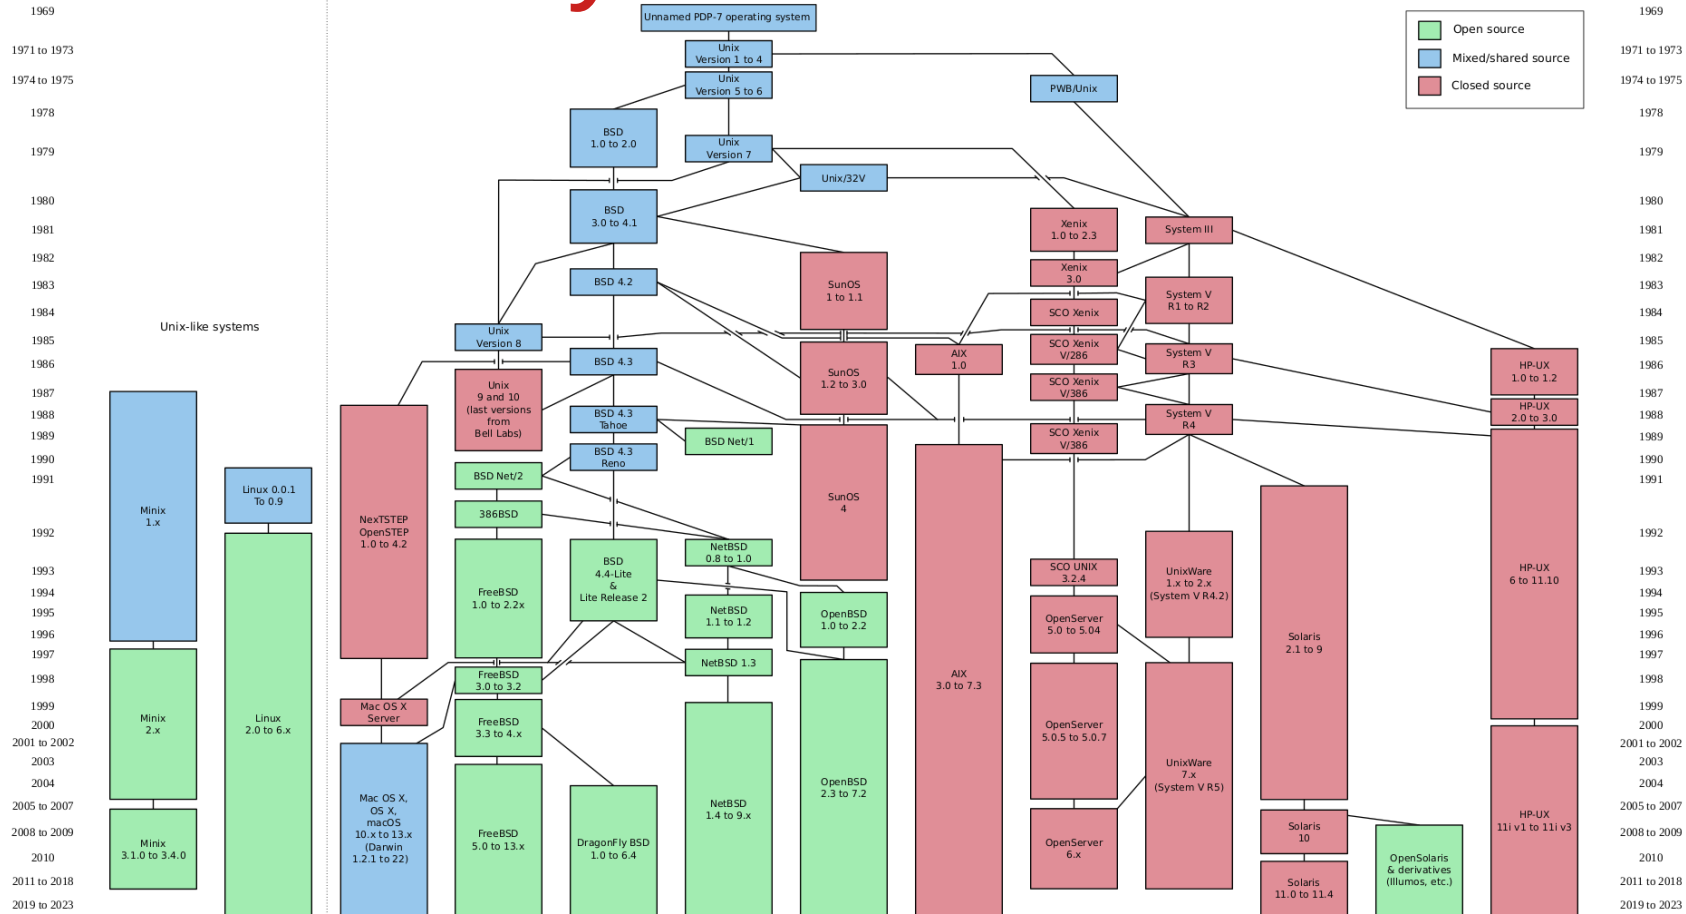 1969
1971 to 1973
1974 to 1975
1978
1979
1980
1981
1982
1983
1984
1985
1986
1987
1988
1989
1990
1991
1992
1993
1994
1995
1996
1997
1998
1999
2000
2001 to 2002
2003
2004
2005 to 2007
2008 to 2009
2010
2011 to 2018
2019 to 2023
Unix-like systems
Minix
1.x
Minix
2.x
Minix
3.1.0 to 3.4.0
Linux 0.0.1
To 0.9
Linux
2.0 to 6.x
Unnamed PDP-7 operating system
Unix
Version 1 to 4
Unix
Version 5 to 6
PWB/Unix
BSD
1.0 to 2.0
Unix
Version 7
Unix/32V
BSD
3.0 to 4.1
BSD 4.2
Unix
Version 8
BSD 4.3
Unix
9 and 10
(last versions
from
Bell Labs)
BSD 4.3
Tahoe
BSD 4.3
Reno
BSD Net/1
BSD Net/2
386BSD
NexTSTEP
OpenSTEP
1.0 to 4.2
Mac OS X
Server
Mac OS X,
OS X,
macOS
10.x to 13.x
(Darwin
1.2.1 to 22)
FreeBSD
1.0 to 2.2x
FreeBSD
3.0 to 3.2
FreeBSD
3.3 to 4.x
FreeBSD
5.0 to 13.x
BSD
4.4-Lite
&
Lite Release 2
DragonFly BSD
1.0 to 6.4
NetBSD
0.8 to 1.0
NetBSD
1.1 to 1.2
NetBSD 1.3
NetBSD
1.4 to 9.x
OpenBSD
1.0 to 2.2
OpenBSD
2.3 to 7.2
SunOS
1 to 1.1
SunOS
1.2 to 3.0
SunOS
4
AIX
1.0
AIX
3.0 to 7.3
Xenix
1.0 to 2.3
Xenix
3.0
SCO Xenix
SCO Xenix
V/286
SCO Xenix
V/386
SCO Xenix
V/386
SCO UNIX
3.2.4
OpenServer
5.0 to 5.04
OpenServer
5.0.5 to 5.0.7
OpenServer
6.x
System III
System V
R1 to R2
System V
R3
System V
R4
UnixWare
1.x to 2.x
(System V R4.2)
UnixWare
7.x
(System V R5)
Solaris
2.1 to 9
Solaris
10
Solaris
11.0 to 11.4
OpenSolaris
& derivatives
(Illumos, etc.)
HP-UX
1.0 to 1.2
HP-UX
2.0 to 3.0
HP-UX
6 to 11.10
HP-UX
11i v1 to 11i v3
Open source
Mixed/shared source
Closed source
1969
1971 to 1973
1974 to 1975
1978
1979
1980
1981
1982
1983
1984
1985
1986
1987
1988
1989
1990
1991
1992
1993
1994
1995
1996
1997
1998
1999
2000
2001 to 2002
2003
2004
2005 to 2007
2008 to 2009
2010
2011 to 2018
2019 to 2023